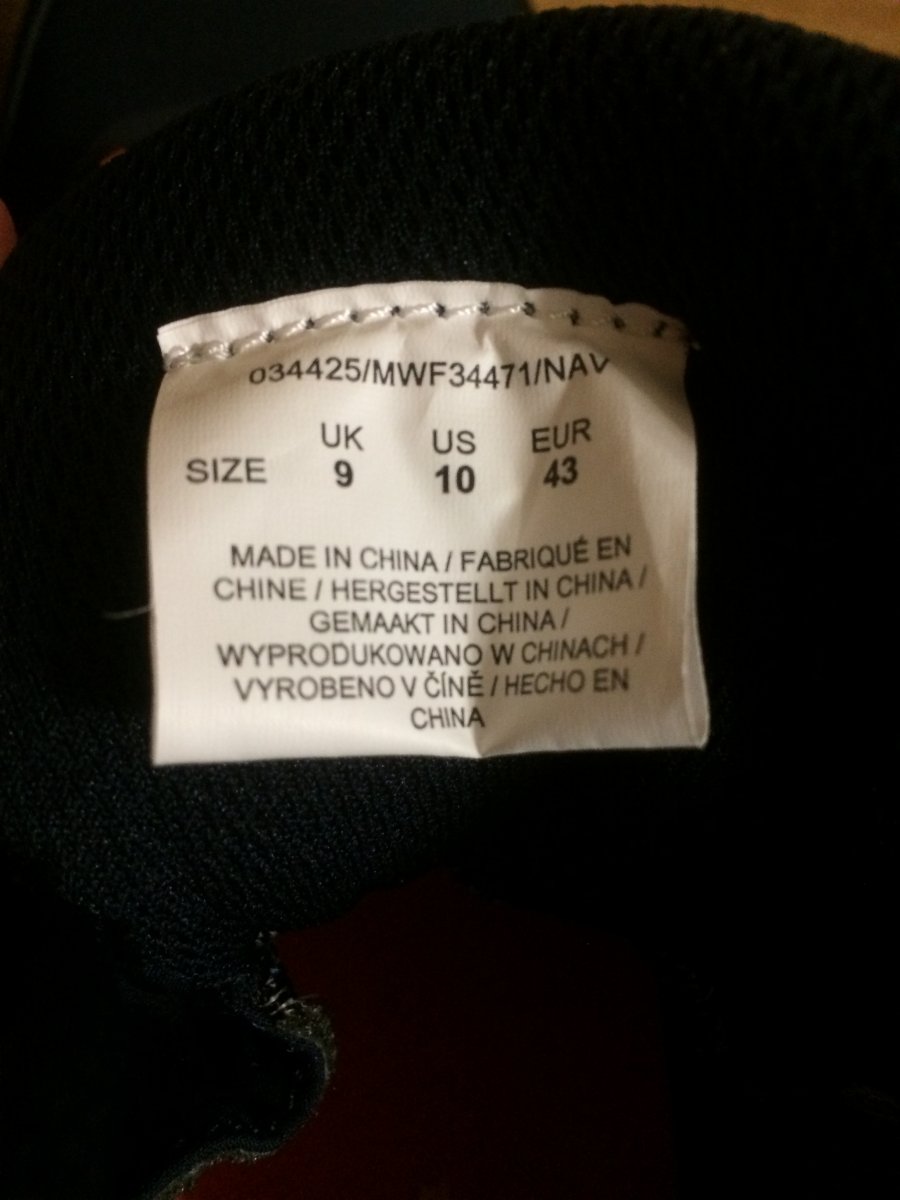 034425/MWF34471/NAV
UK US EUR
SIZE 9 10 43
MADE IN CHINA / FABRIQUÉ EN
CHINE / HERGESTELLT IN CHINA /
GEMAAKT IN CHINA /
WYPRODUKOWANO W CHINACH /
VYROBENO V ČÍNĚ / HECHO EN
CHINA